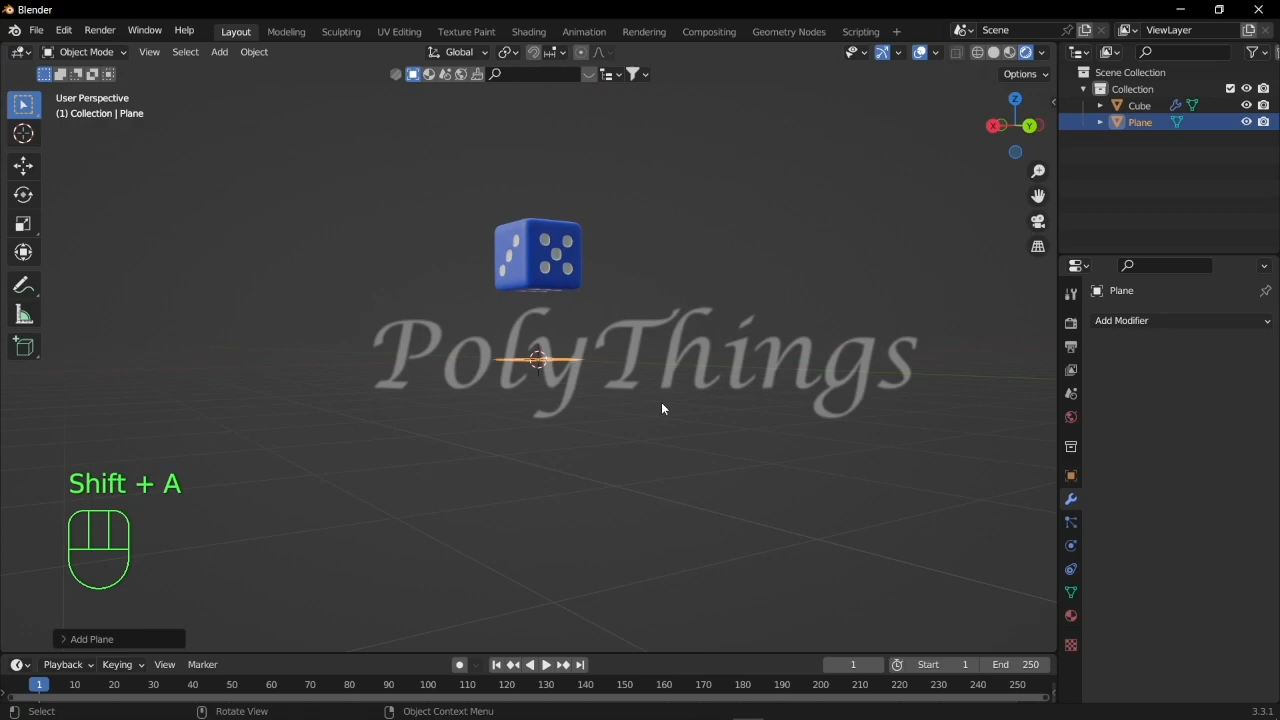 Blender
File Edit Render Window Help
Layout Modeling Sculpting UV Editing Texture Paint Shading Animation Rendering Compositing Geometry Nodes Scripting +
Scene
ViewLayer
Object Mode View Select Add Object
Global
Options
User Perspective
(1) Collection | Plane
Z
X
Y
Scene Collection
Collection
Cube
Plane
Plane
Add Modifier
PolyThings
Shift + A
Add Plane
Playback Keying View Marker
1
Start 1
End 250
1 10 20 30 40 50 60 70 80 90 100 110 120 130 140 150 160 170 180 190 200 210 220 230 240 250
Select
Rotate View
Object Context Menu
3.3.1